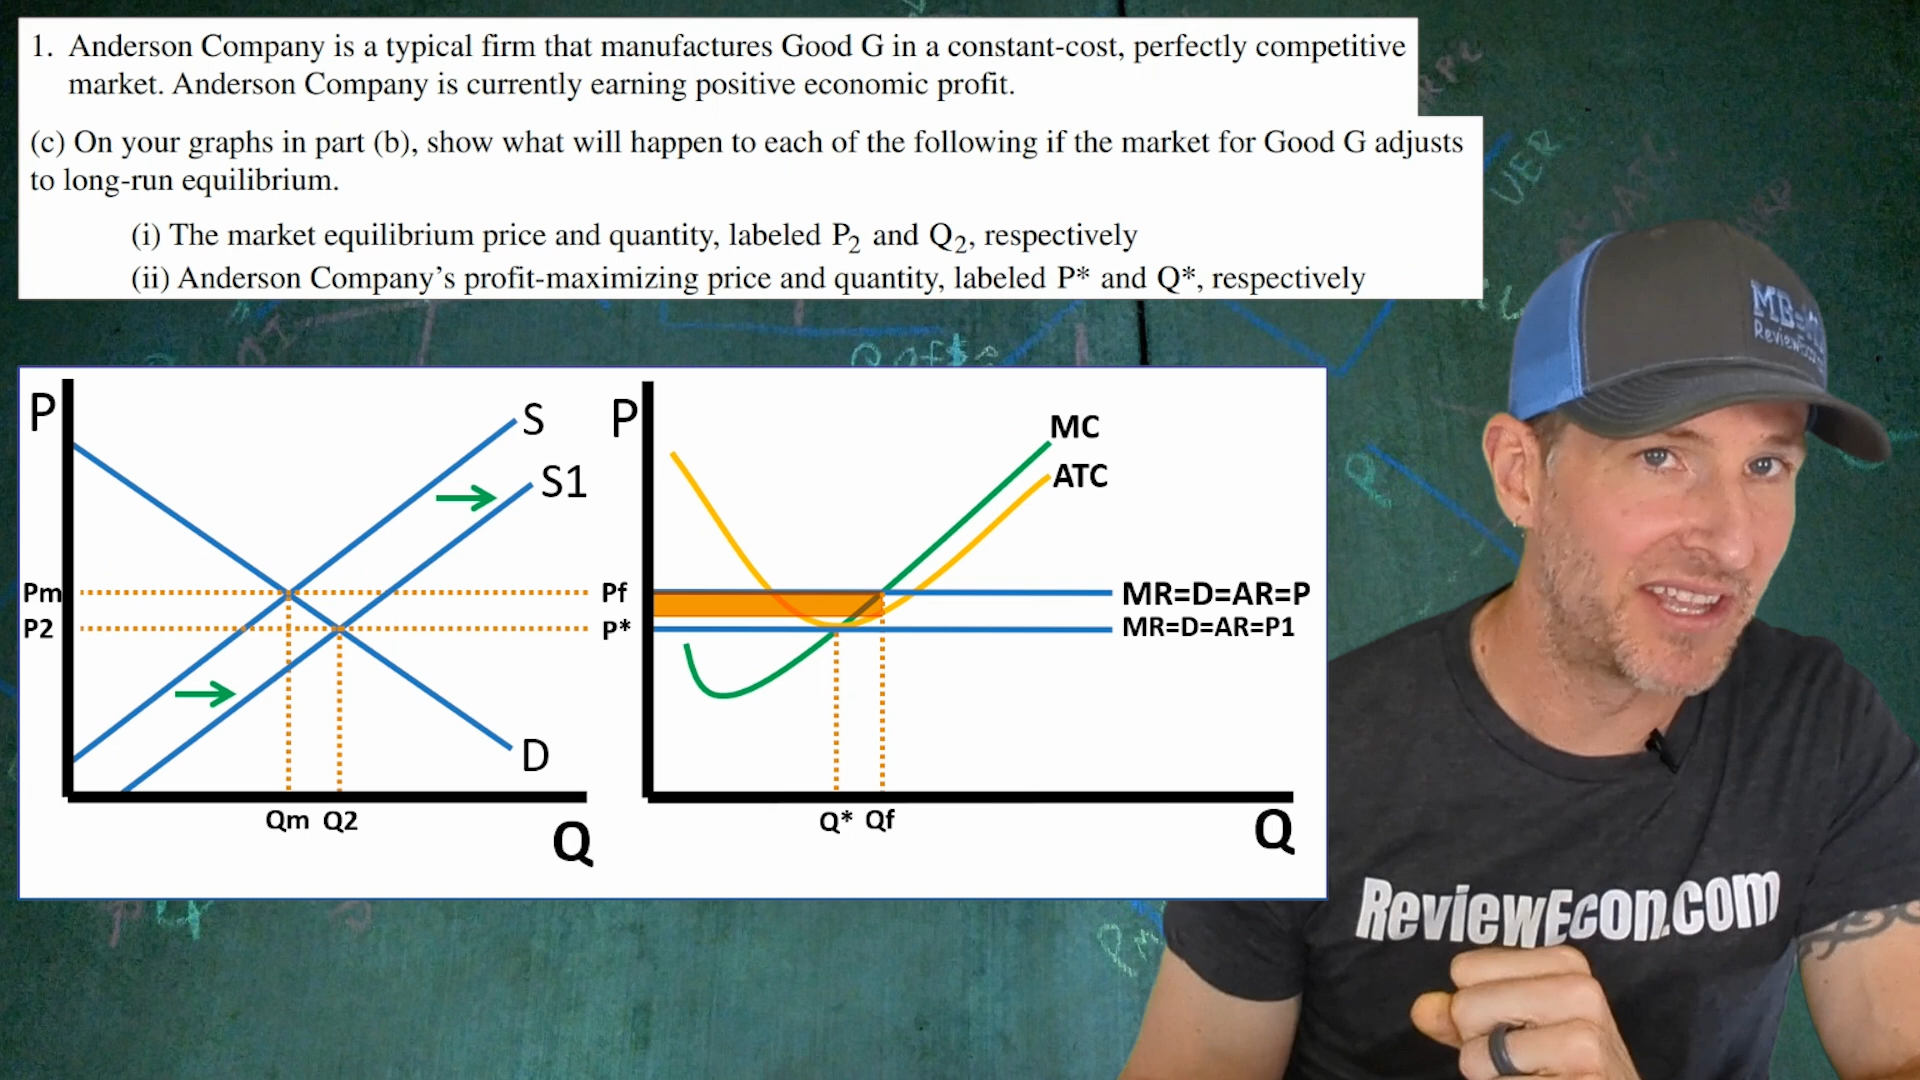 1. Anderson Company is a typical firm that manufactures Good G in a constant-cost, perfectly competitive
market. Anderson Company is currently earning positive economic profit.
(c) On your graphs in part (b), show what will happen to each of the following if the market for Good G adjusts
to long-run equilibrium.
(i) The market equilibrium price and quantity, labeled P₂ and Q₂, respectively
(ii) Anderson Company’s profit-maximizing price and quantity, labeled P* and Q*, respectively
P
S
S1
Pm
P2
D
Qm Q2
Q
P
MC
ATC
Pf
P*
MR=D=AR=P
MR=D=AR=P1
Q* Qf
Q
ReviewEcon.com